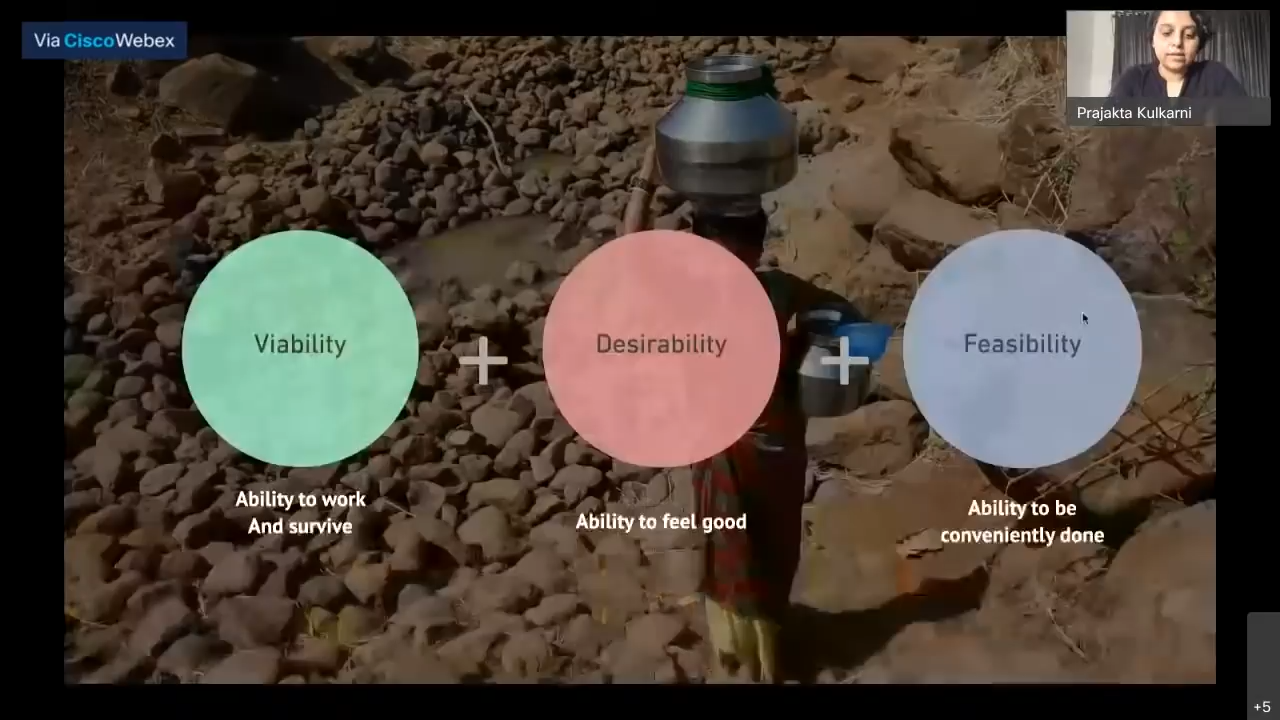 Via CiscoWebex
Prajakta Kulkarni
Viability
Desirability
Feasibility
Ability to work
And survive
Ability to feel good
Ability to be
conveniently done
+5